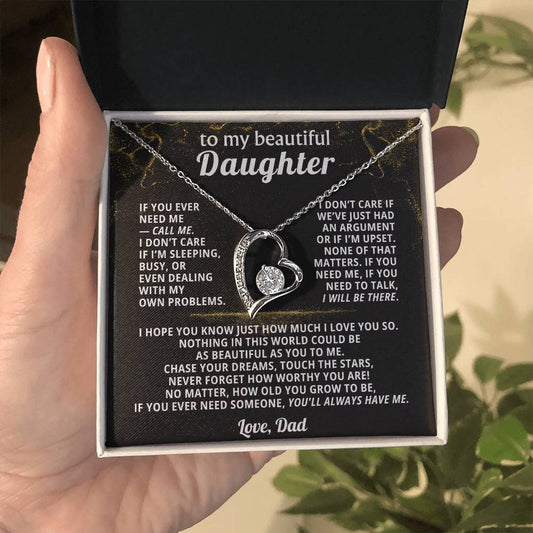 to my beautiful
Daughter
IF YOU EVER
NEED ME
— CALL ME.
I DON'T CARE
IF I'M SLEEPING,
BUSY, OR
EVEN DEALING
WITH MY
OWN PROBLEMS.
I DON'T CARE IF
WE'VE JUST HAD
AN ARGUMENT
OR IF I'M UPSET.
NONE OF THAT
MATTERS. IF YOU
NEED ME, IF YOU
NEED TO TALK,
I WILL BE THERE.
I HOPE YOU KNOW JUST HOW MUCH I LOVE YOU SO.
NOTHING IN THIS WORLD COULD BE
AS BEAUTIFUL AS YOU TO ME.
CHASE YOUR DREAMS, TOUCH THE STARS,
NEVER FORGET HOW WORTHY YOU ARE!
NO MATTER, HOW OLD YOU GROW TO BE,
IF YOU EVER NEED SOMEONE, YOU'LL ALWAYS HAVE ME.
Love, Dad